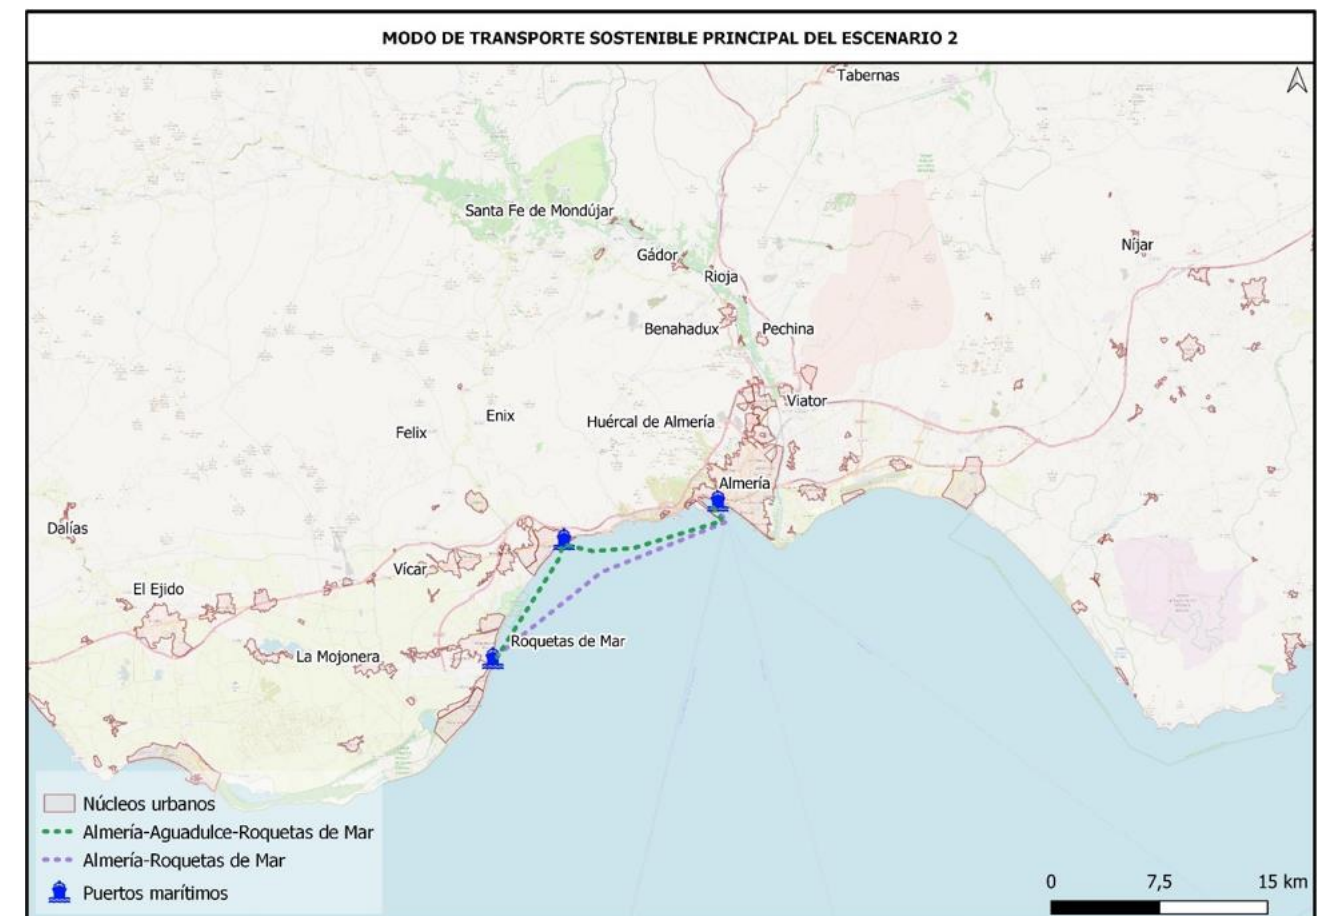 MODO DE TRANSPORTE SOSTENIBLE PRINCIPAL DEL ESCENARIO 2
Tabernas
Santa Fe de Mondújar
Níjar
Gádor
Rioja
Benahadux
Pechina
Viator
Enix
Huércal de Almería
Felix
Almería
Dalías
Vícar
El Ejido
Roquetas de Mar
La Mojonera
Núcleos urbanos
Almería-Aguadulce-Roquetas de Mar
Almería-Roquetas de Mar
Puertos marítimos
0 7,5 15 km